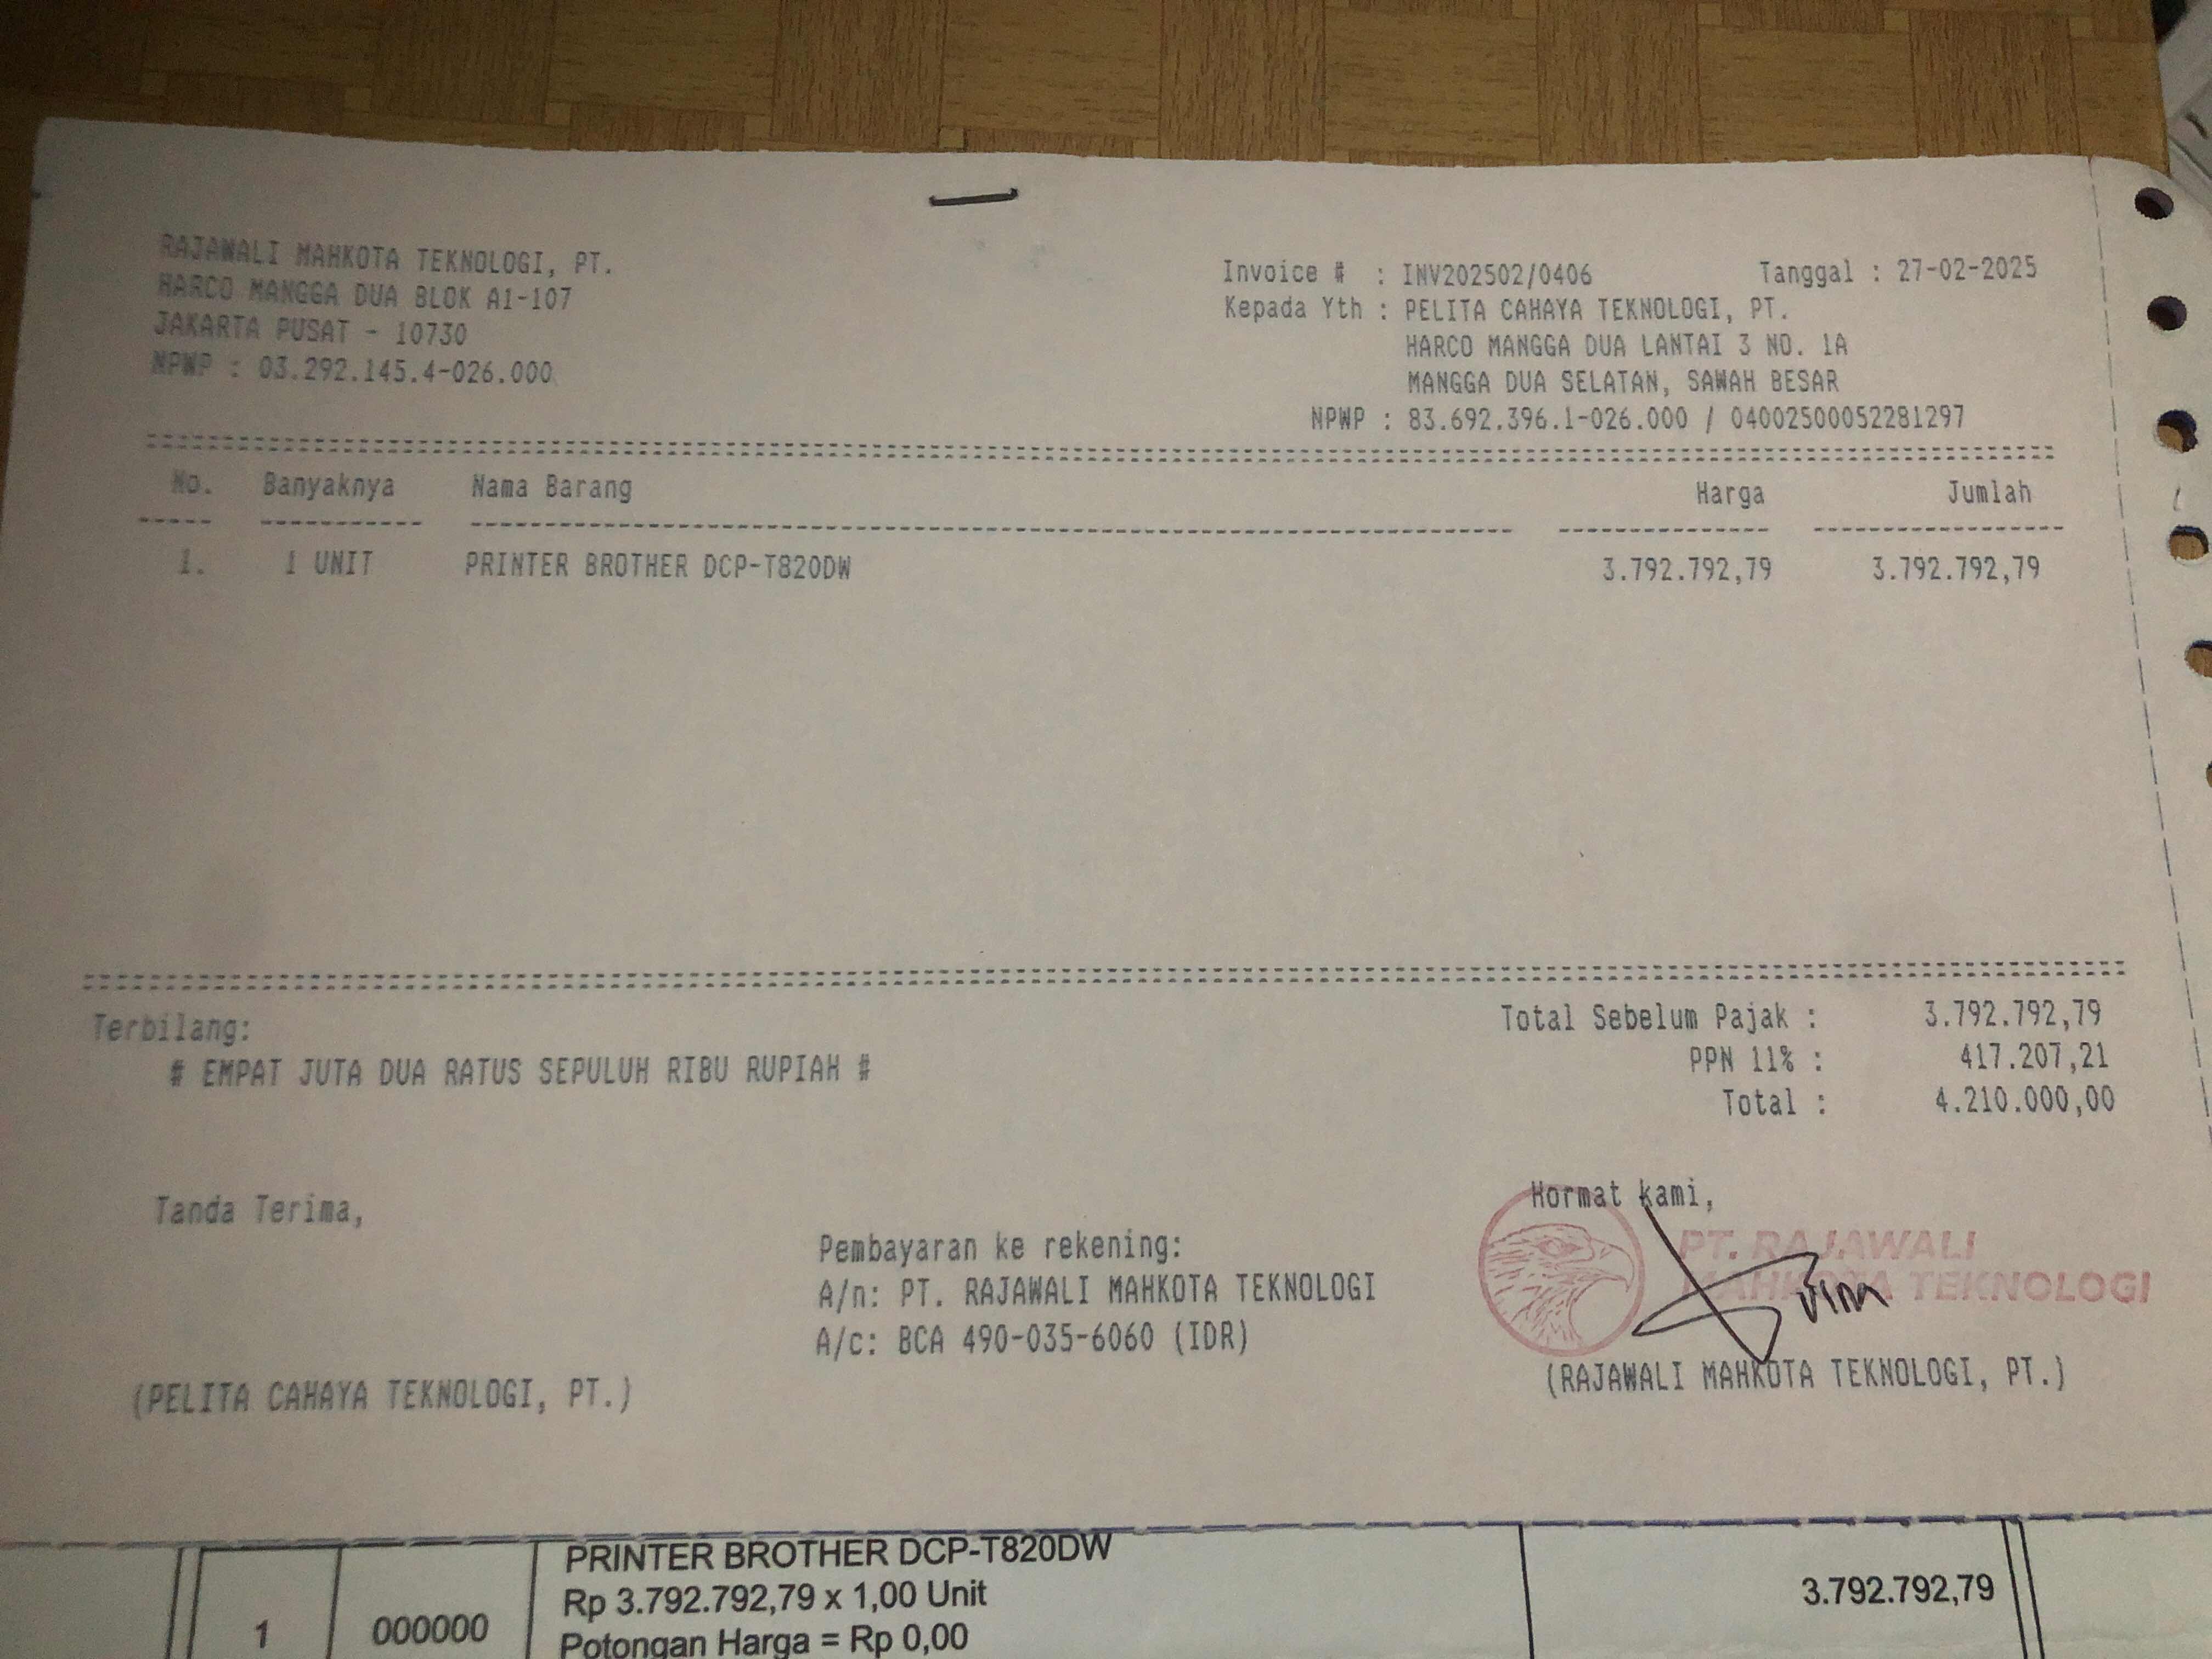 RAJAWALI MAHKOTA TEKNOLOGI, PT.
HARCO MANGGA DUA BLOK A1-107
JAKARTA PUSAT - 10730
NPWP : 03.292.145.4-026.000
Invoice # : INV202502/0406 Tanggal : 27-02-2025
Kepada Yth : PELITA CAHAYA TEKNOLOGI, PT.
HARCO MANGGA DUA LANTAI 3 NO. 1A
MANGGA DUA SELATAN, SAWAH BESAR
NPWP : 83.692.396.1-026.000 / 04002500052281297
No. Banyaknya Nama Barang Harga Jumlah
1. 1 UNIT PRINTER BROTHER DCP-T820DW 3.792.792,79 3.792.792,79
Terbilang:
# EMPAT JUTA DUA RATUS SEPULUH RIBU RUPIAH #
Total Sebelum Pajak : 3.792.792,79
PPN 11% : 417.207,21
Total : 4.210.000,00
Tanda Terima,
(PELITA CAHAYA TEKNOLOGI, PT.)
Pembayaran ke rekening:
A/n: PT. RAJAWALI MAHKOTA TEKNOLOGI
A/c: BCA 490-035-6060 (IDR)
Hormat kami,
PT. RAJAWALI
MAHKOTA TEKNOLOGI
(RAJAWALI MAHKOTA TEKNOLOGI, PT.)
PRINTER BROTHER DCP-T820DW
1 000000 Rp 3.792.792,79 x 1,00 Unit 3.792.792,79
Potongan Harga = Rp 0,00